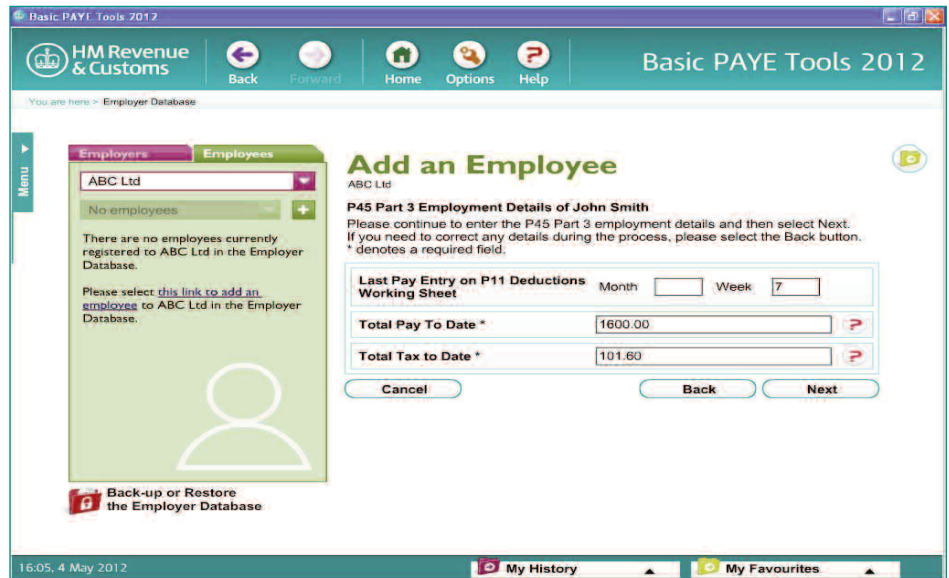 Basic PAYE Tools 2012
HM Revenue
& Customs
Back
Forward
Home
Options
Help
Basic PAYE Tools 2012
You are here > Employer Database
Menu
Employers
Employees
ABC Ltd
No employees
There are no employees currently
registered to ABC Ltd in the Employer
Database.
Please select this link to add an
employee to ABC Ltd in the Employer
Database.
Back-up or Restore
the Employer Database
Add an Employee
ABC Ltd
P45 Part 3 Employment Details of John Smith
Please continue to enter the P45 Part 3 employment details and then select Next.
If you need to correct any details during the process, please select the Back button.
* denotes a required field.
Last Pay Entry on P11 Deductions
Working Sheet
Month
Week
7
Total Pay To Date *
1600.00
?
Total Tax to Date *
101.60
?
Cancel
Back
Next
16:05, 4 May 2012
My History
My Favourites